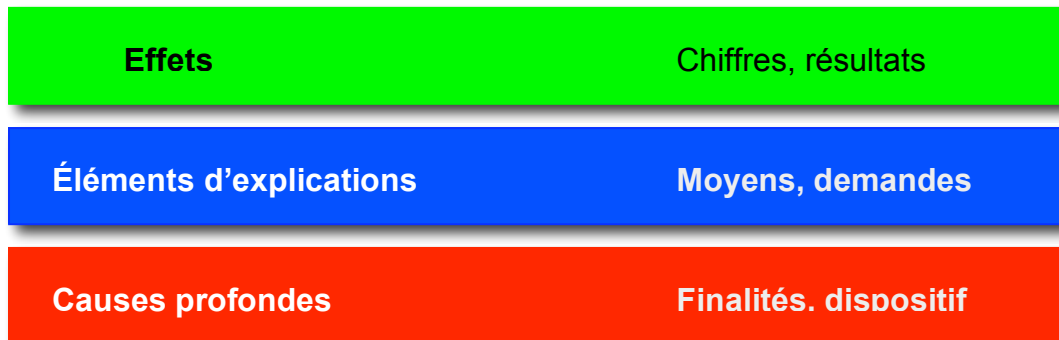 Effets Chiffres, résultats
Éléments d’explications Moyens, demandes
Causes profondes Finalités, dispositif